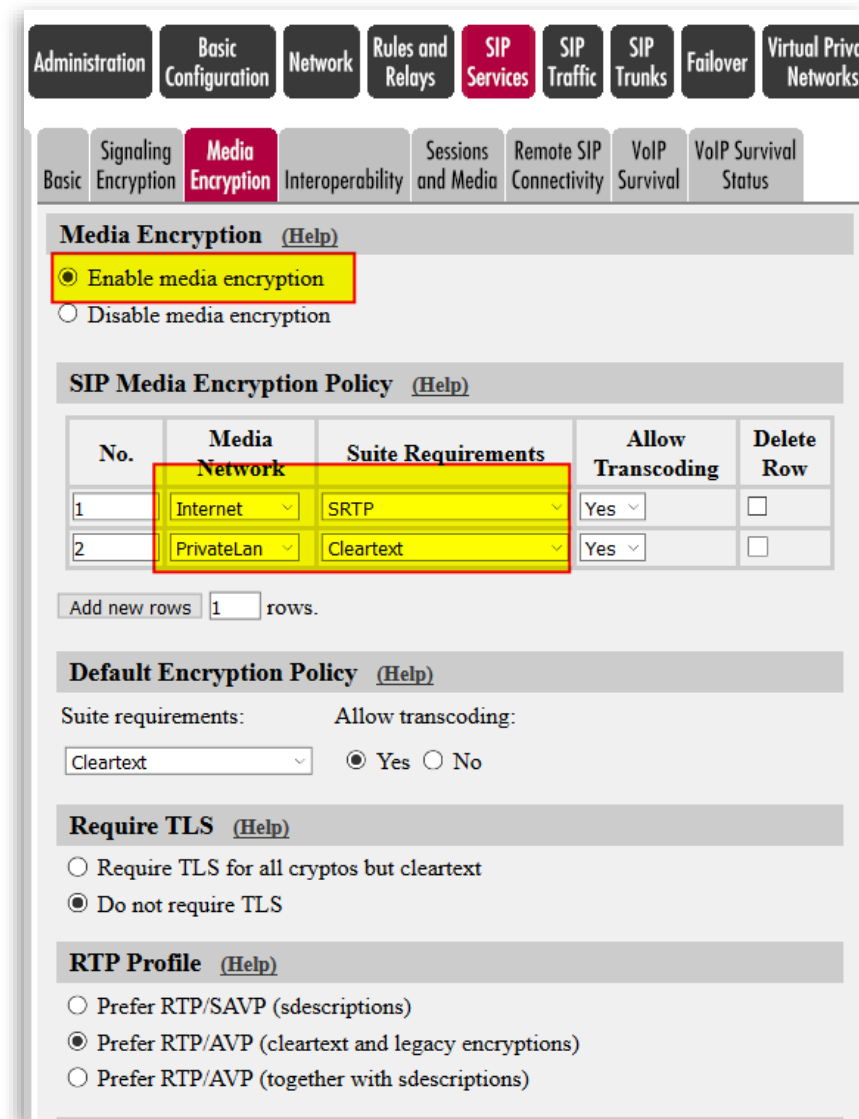 Administration
Basic Configuration
Network
Rules and Relays
SIP Services
SIP Traffic
SIP Trunks
Failover
Virtual Priva
Networks
Basic
Signaling Encryption
Media Encryption
Interoperability
Sessions and Media
Remote SIP Connectivity
VoIP Survival
VoIP Survival Status
Media Encryption (Help)
Enable media encryption
Disable media encryption
SIP Media Encryption Policy (Help)
No. Media Network Suite Requirements Allow Transcoding Delete Row
1 Internet SRTP Yes
2 PrivateLan Cleartext Yes
Add new rows 1 rows.
Default Encryption Policy (Help)
Suite requirements: Allow transcoding:
Cleartext Yes No
Require TLS (Help)
Require TLS for all cryptos but cleartext
Do not require TLS
RTP Profile (Help)
Prefer RTP/SAVP (sdescriptions)
Prefer RTP/AVP (cleartext and legacy encryptions)
Prefer RTP/AVP (together with sdescriptions)